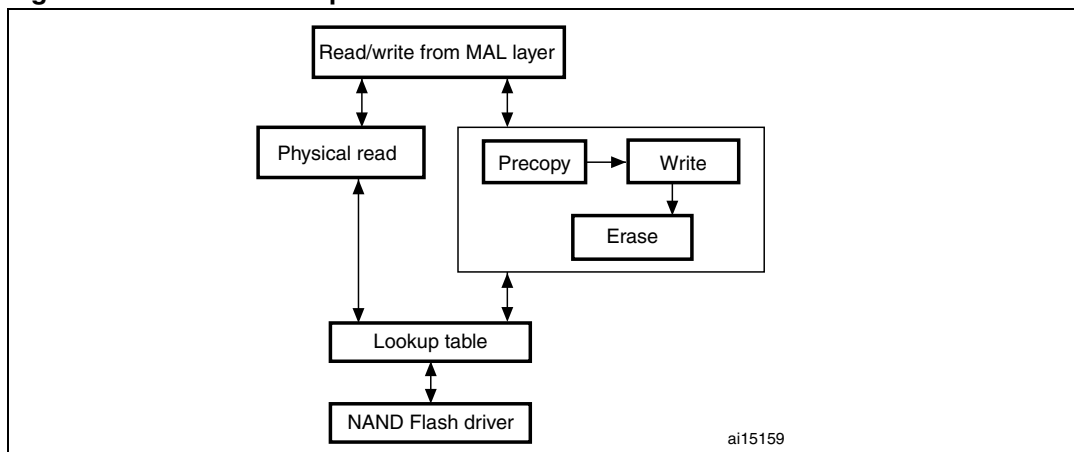 Read/write from MAL layer
Physical read
Precopy
Write
Erase
Lookup table
NAND Flash driver
ai15159